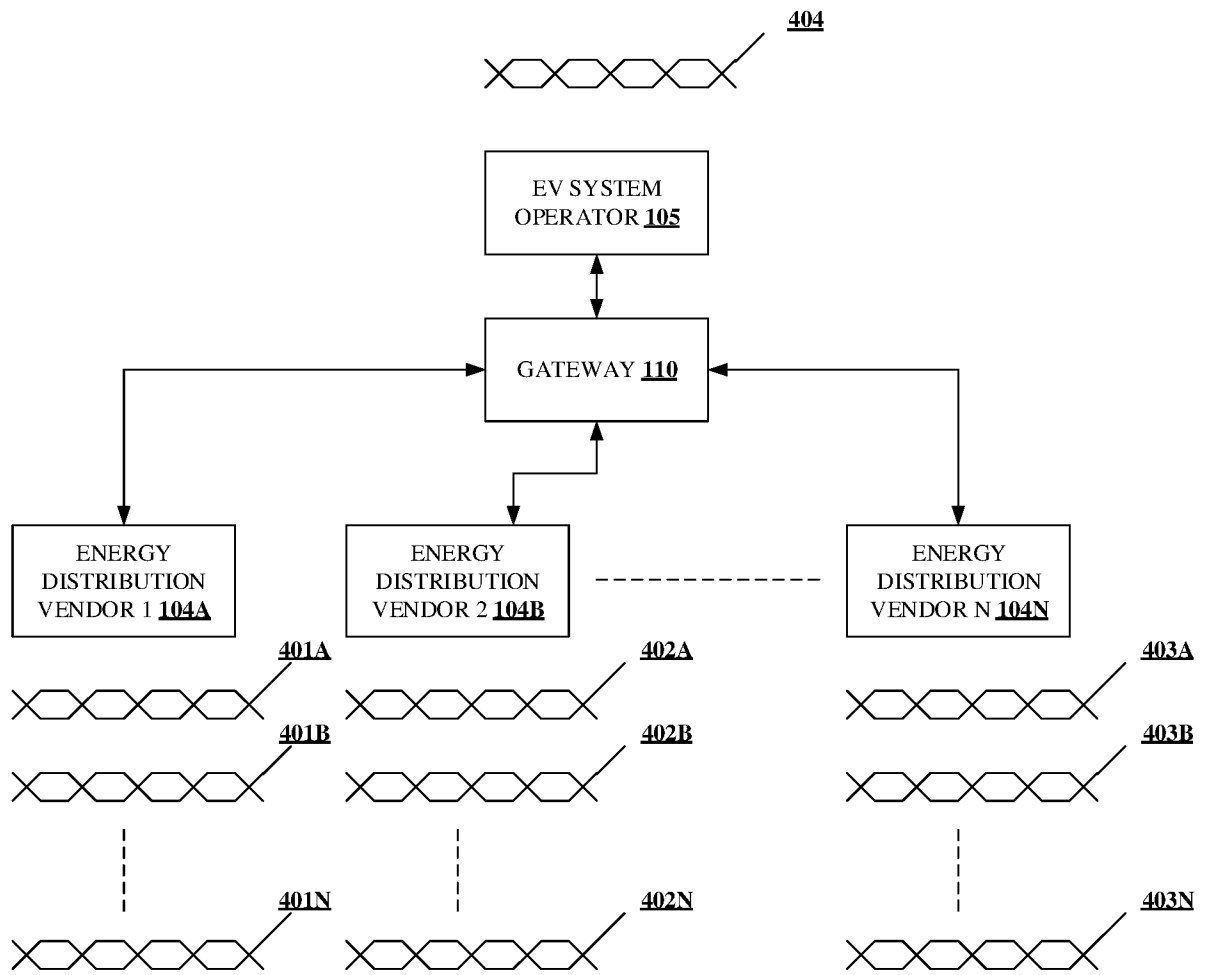 404
EV SYSTEM
OPERATOR 105
GATEWAY 110
ENERGY
DISTRIBUTION
VENDOR 1 104A
ENERGY
DISTRIBUTION
VENDOR 2 104B
ENERGY
DISTRIBUTION
VENDOR N 104N
401A
402A
403A
401B
402B
403B
401N
402N
403N